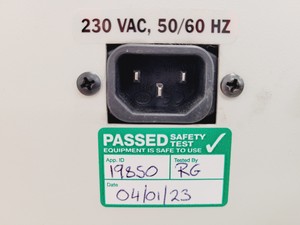 230 VAC, 50/60 HZ
PASSED SAFETY TEST
EQUIPMENT IS SAFE TO USE
App. ID Tested By
19850 RG
Date
04/01/23